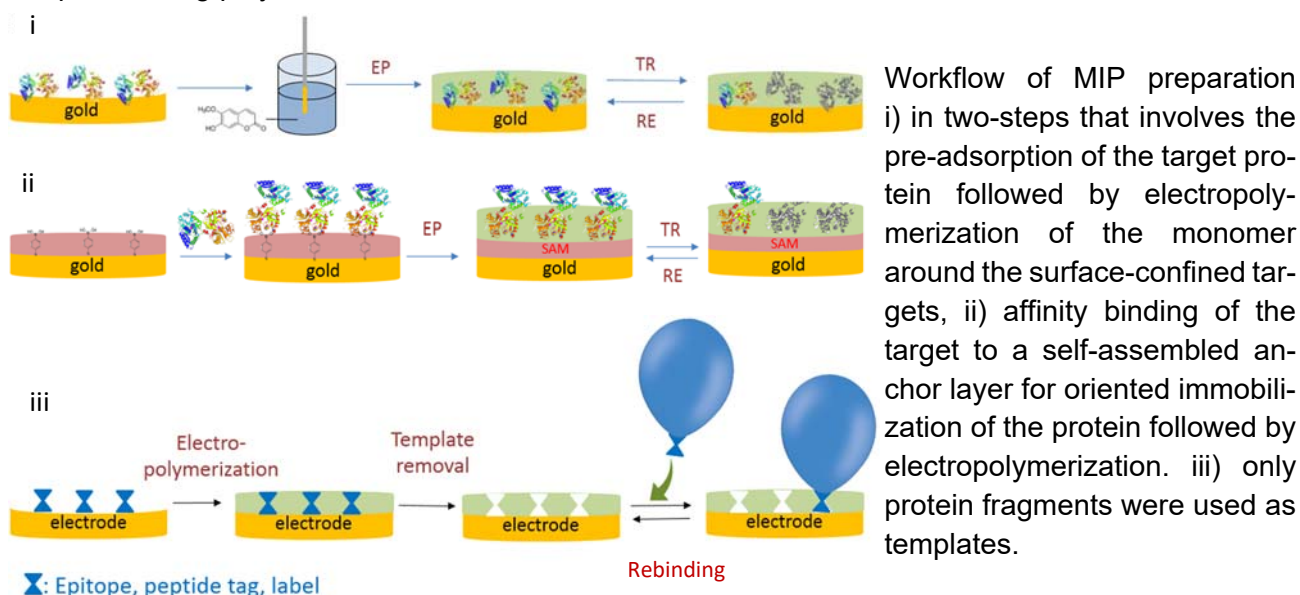 i
EP
TR
RE
gold
H₃CO
HO
O
O
gold
gold
ii
EP
TR
RE
SAM
SAM
gold
gold
gold
gold
iii
Electro-
polymerization
Template
removal
electrode
electrode
electrode
electrode
Rebinding
: Epitope, peptide tag, label
Workflow of MIP preparation
i) in two-steps that involves the
pre-adsorption of the target pro-
tein followed by electropoly-
merization of the monomer
around the surface-confined tar-
gets, ii) affinity binding of the
target to a self-assembled an-
chor layer for oriented immobili-
zation of the protein followed by
electropolymerization. iii) only
protein fragments were used as
templates.